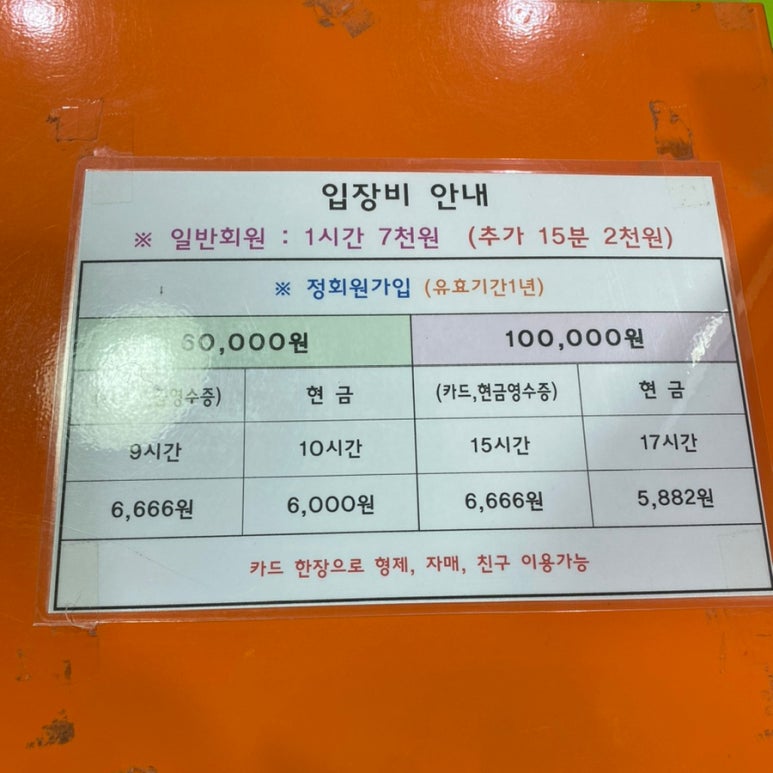 입장비 안내
※ 일반회원 : 1시간 7천원 (추가 15분 2천원)
※ 정회원가입 (유효기간1년)
60,000원 100,000원
영수증) 현 금 (카드,현금영수증) 현 금
9시간 10시간 15시간 17시간
6,666원 6,000원 6,666원 5,882원
카드 한장으로 형제, 자매, 친구 이용가능